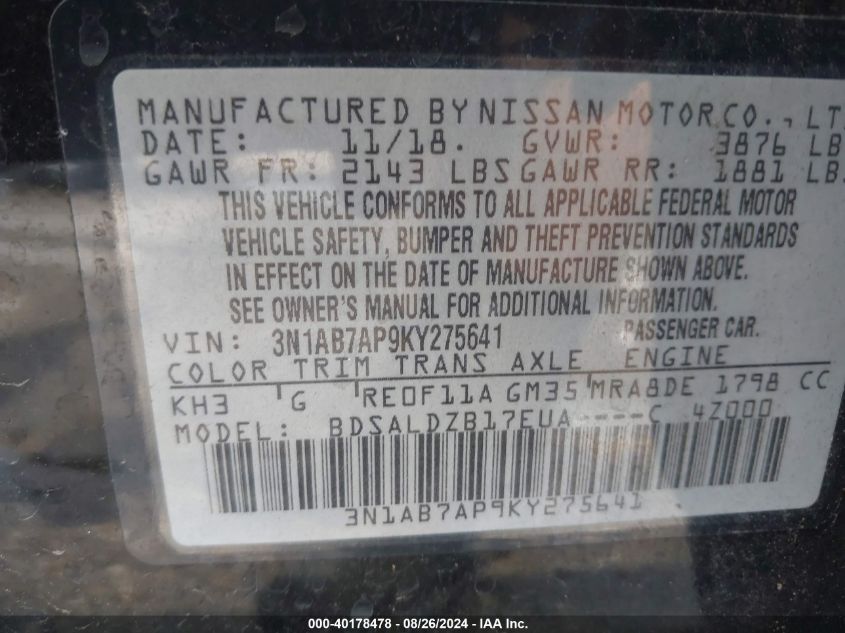 MANUFACTURED BY NISSAN MOTOR CO., LT
DATE: 11/18. GVWR: 3876 LB
GAWR FR: 2143 LBS GAWR RR: 1881 LB
THIS VEHICLE CONFORMS TO ALL APPLICABLE FEDERAL MOTOR
VEHICLE SAFETY, BUMPER AND THEFT PREVENTION STANDARDS
IN EFFECT ON THE DATE OF MANUFACTURE SHOWN ABOVE.
SEE OWNER'S MANUAL FOR ADDITIONAL INFORMATION.
VIN: 3N1AB7AP9KY275641 PASSENGER CAR.
COLOR TRIM TRANS AXLE ENGINE
KH3 G RE0F11A GM35 MRA8DE 1798 CC
MODEL: BDSALDZB17EUA----C 4Z000
3N1AB7AP9KY275641
000-40178478 - 08/26/2024 - IAA Inc.